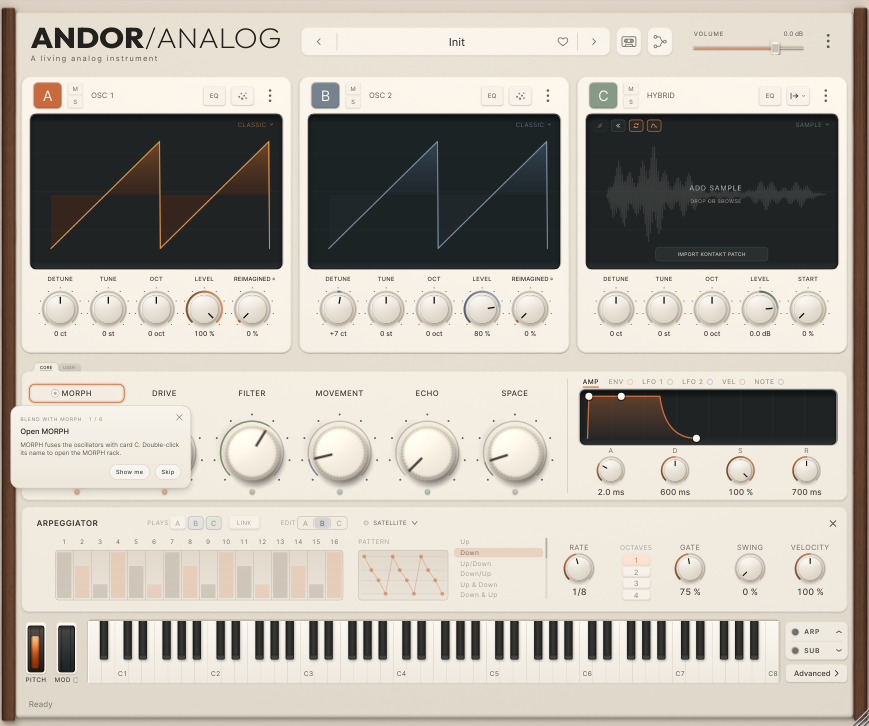 ANDOR/ANALOG
A living analog instrument
Init
VOLUME 0.0 dB
A M S OSC 1 EQ
CLASSIC
DETUNE TUNE OCT LEVEL REIMAGINED
0 ct 0 st 0 oct 100 % 0 %
B M S OSC 2 EQ
CLASSIC
DETUNE TUNE OCT LEVEL REIMAGINED
+7 ct 0 st 0 oct 80 % 0 %
C M S HYBRID EQ
SAMPLE
ADD SAMPLE
DROP OR BROWSE
IMPORT KONTAKT PATCH
DETUNE TUNE OCT LEVEL START
0 ct 0 st 0 oct 0.0 dB 0 %
CORE USER
MORPH DRIVE FILTER MOVEMENT ECHO SPACE
BLEND WITH MORPH 1 / 6
Open MORPH
MORPH fuses the oscillators with card C. Double-click
its name to open the MORPH rack.
Show me Skip
AMP ENV LFO 1 LFO 2 VEL NOTE
A D S R
2.0 ms 600 ms 100 % 700 ms
ARPEGGIATOR PLAYS A B C LINK EDIT A B C SATELLITE
1 2 3 4 5 6 7 8 9 10 11 12 13 14 15 16
PATTERN
Up
Down
Up/Down
Down/Up
Up & Down
Down & Up
RATE OCTAVES GATE SWING VELOCITY
1
2
3
4
1/8 75 % 0 % 100 %
PITCH MOD
C1 C2 C3 C4 C5 C6 C7 C8
ARP
SUB
Advanced
Ready